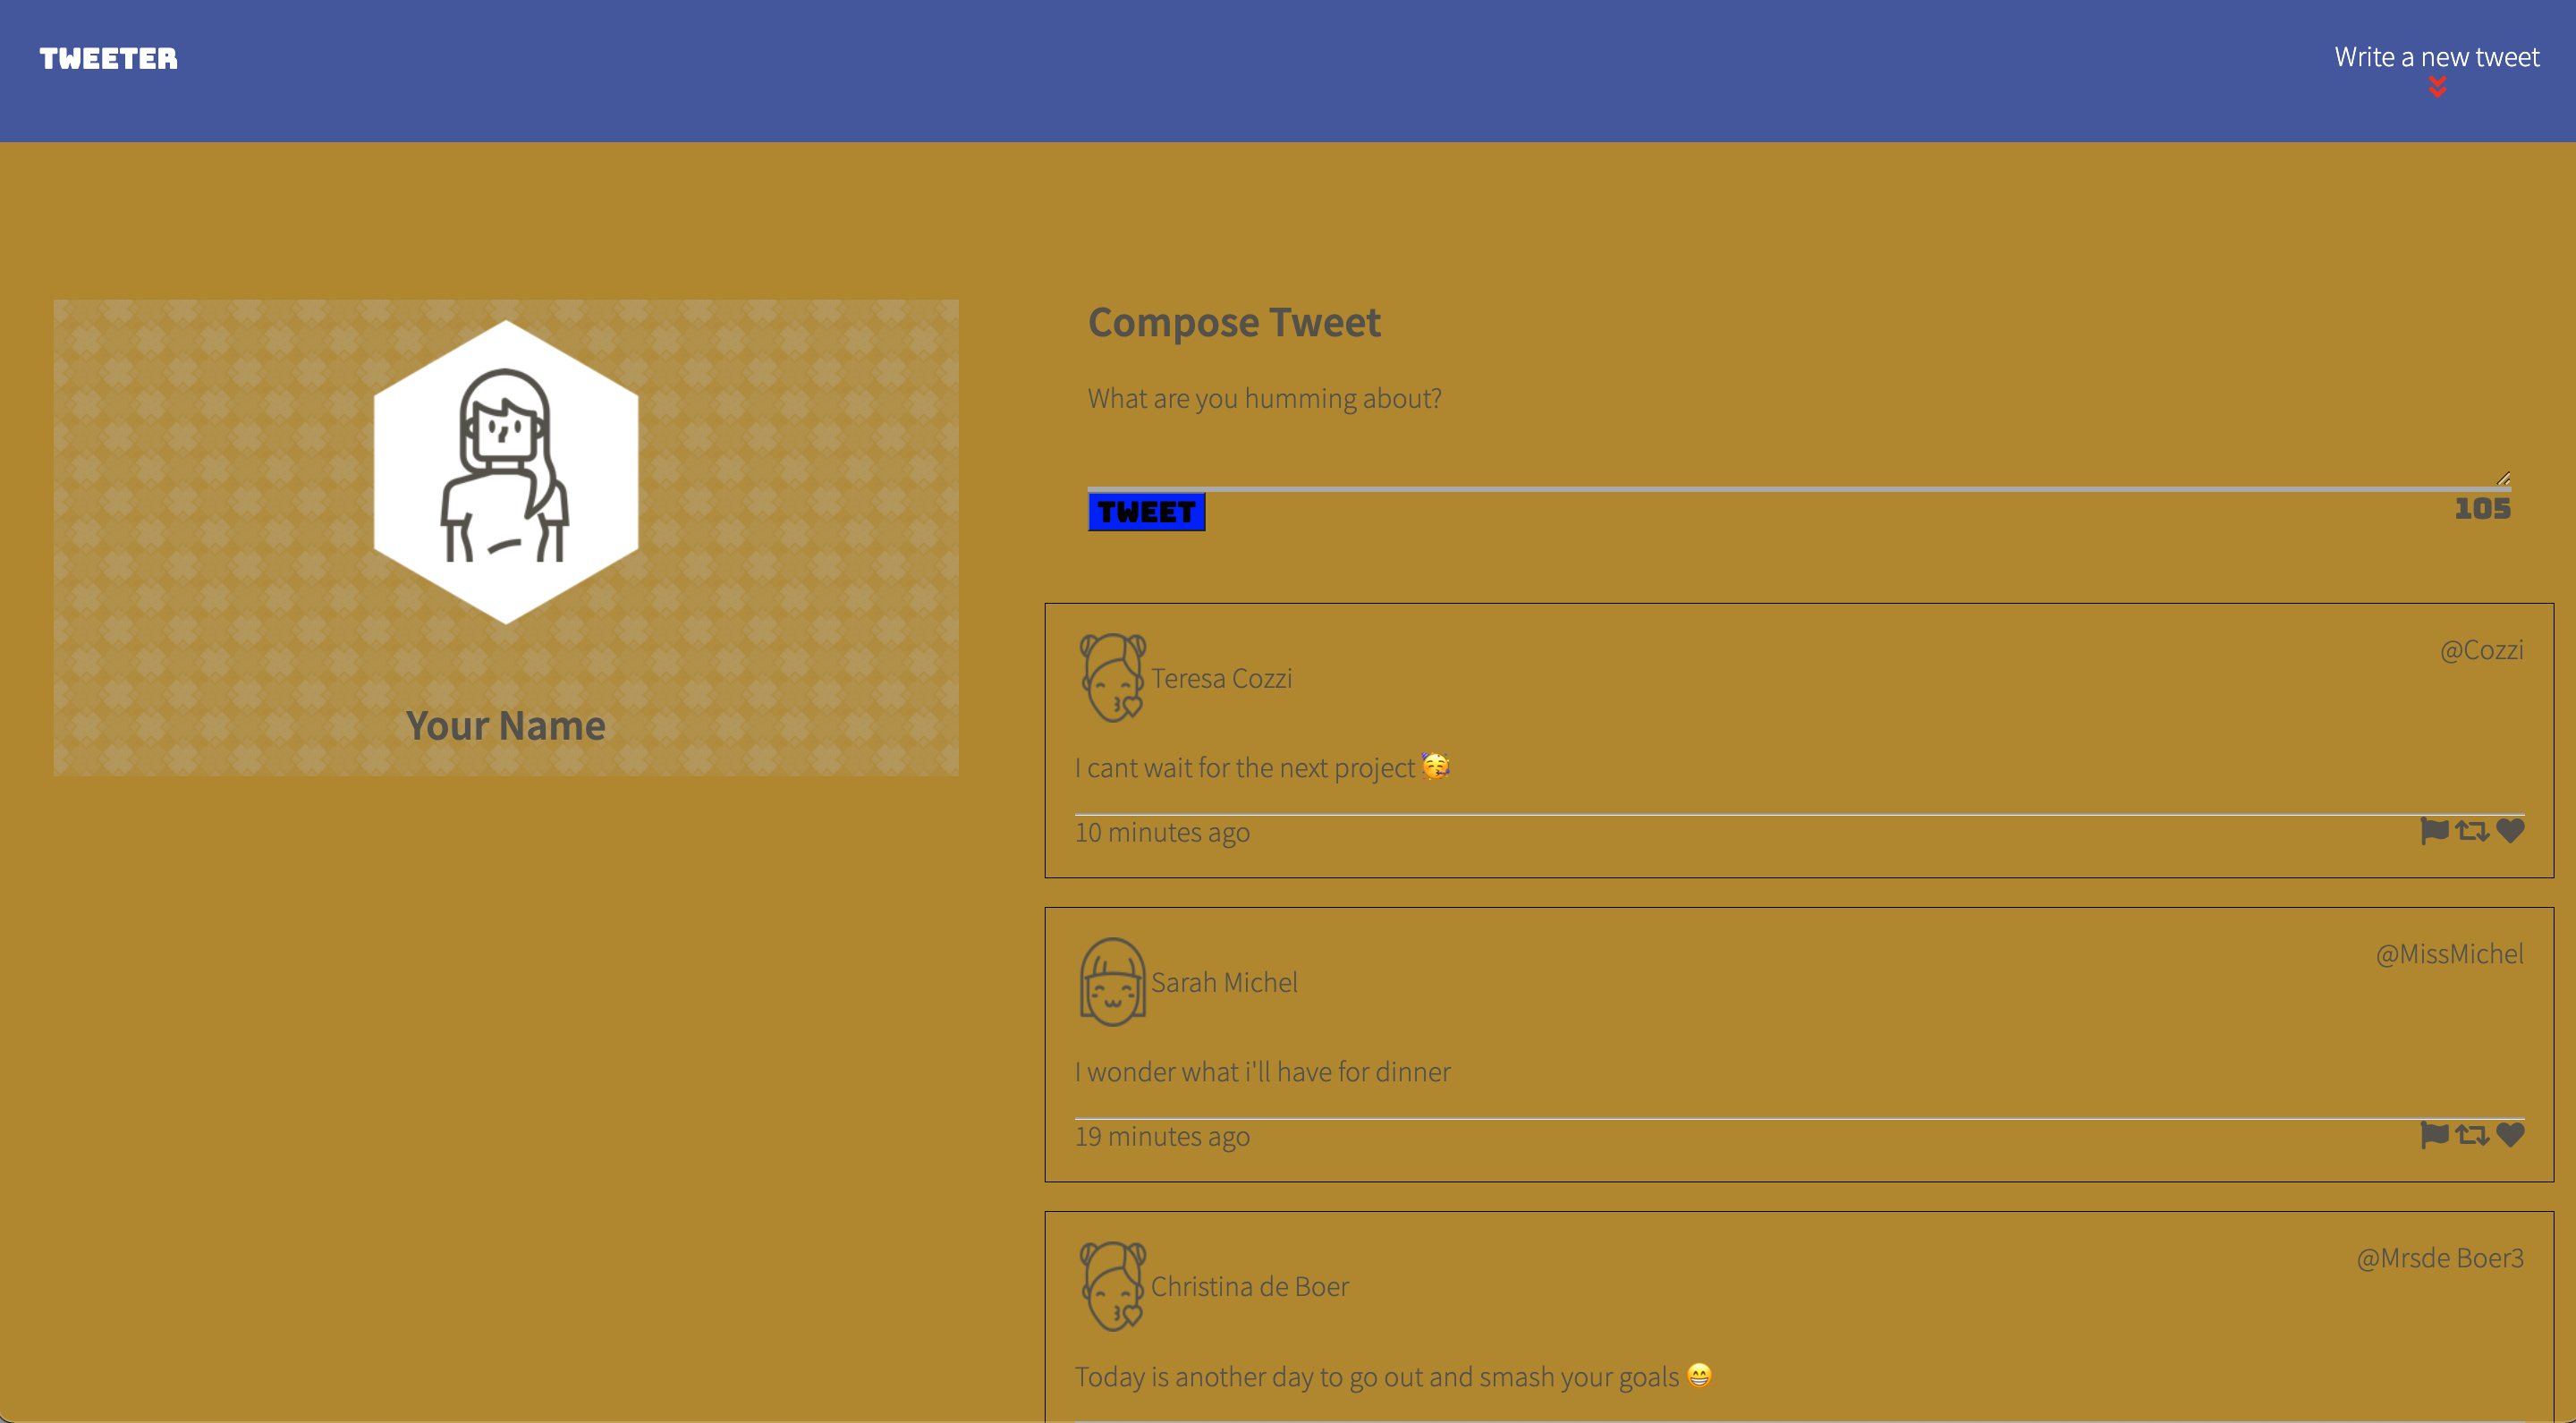 TWEETER
Write a new tweet
Your Name
Compose Tweet
What are you humming about?
TWEET
105
Teresa Cozzi
@Cozzi
I cant wait for the next project 🥳
10 minutes ago
Sarah Michel
@MissMichel
I wonder what i'll have for dinner
19 minutes ago
Christina de Boer
@Mrsde Boer3
Today is another day to go out and smash your goals 😁